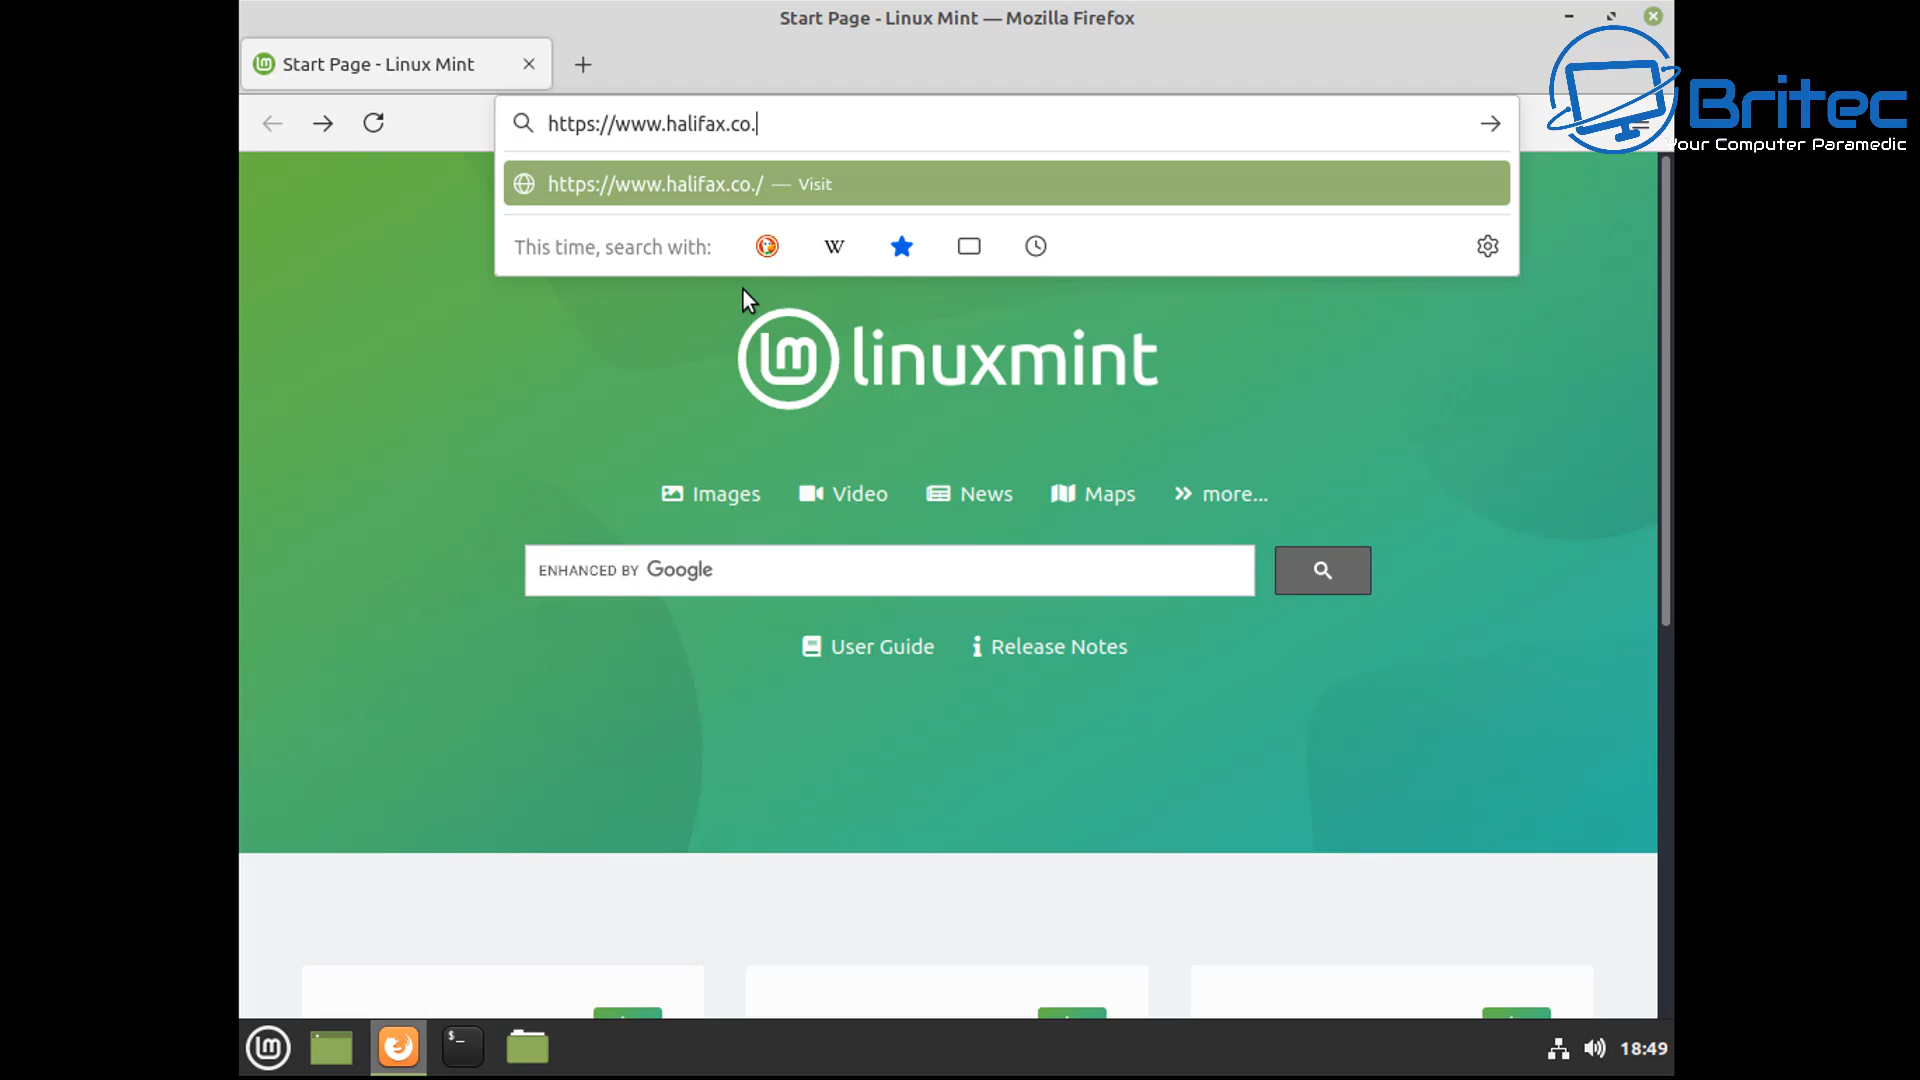 Start Page - Linux Mint — Mozilla Firefox
Start Page - Linux Mint
https://www.halifax.co.
https://www.halifax.co./ — Visit
This time, search with:
W
Britec
Your Computer Paramedic
lm linuxmint
Images Video News Maps more...
ENHANCED BY Google
User Guide Release Notes
lm $_ 18:49